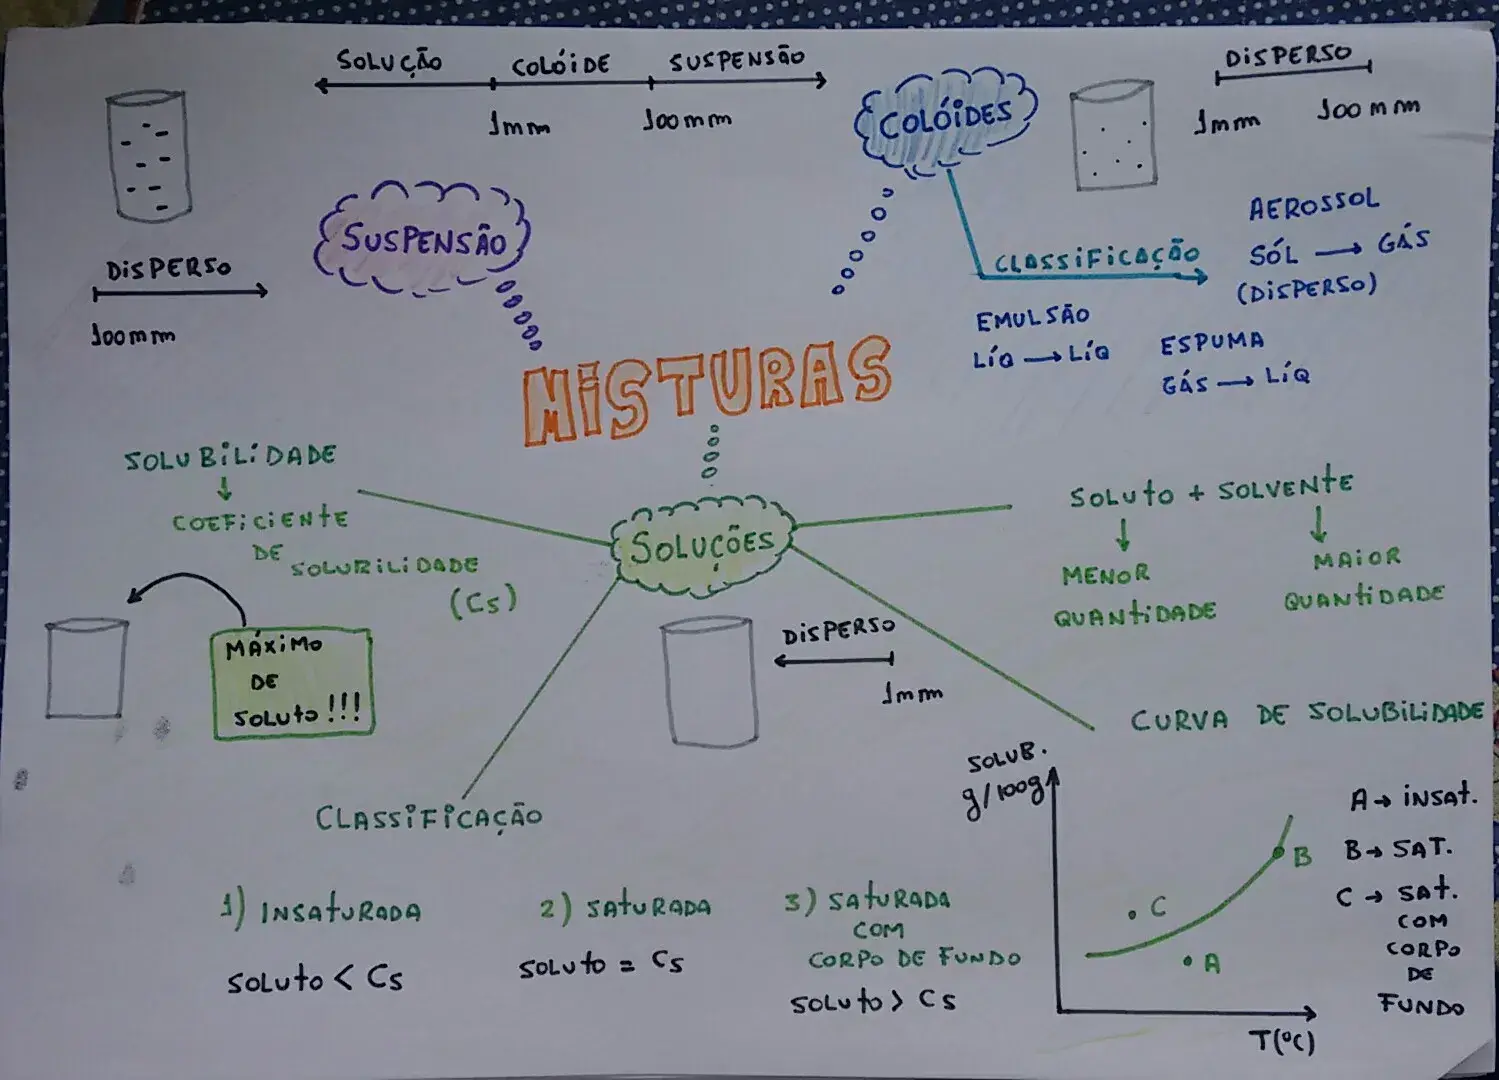 SOLUÇÃO COLÓIDE SUSPENSÃO
1mm 100mm
COLÓIDES
DISPERSO
1mm 100mm
SUSPENSÃO
DISPERSO
100mm
CLASSIFICAÇÃO
AEROSSOL
SÓL → GÁS
(DISPERSO)
EMULSÃO
LÍQ → LÍQ
ESPUMA
GÁS → LÍQ
MISTURAS
SOLUBILIDADE
↓
COEFICIENTE
DE
SOLUBILIDADE
(Cs)
MÁXIMO
DE
SOLUTO!!!
SOLUÇÕES
DISPERSO
1mm
SOLUTO + SOLVENTE
↓ ↓
MENOR
QUANTIDADE
MAIOR
QUANTIDADE
CURVA DE SOLUBILIDADE
SOLUB.
g/100g
B
C
A
T(ºC)
A → INSAT.
B → SAT.
C → SAT.
COM
CORPO
DE
FUNDO
CLASSIFICAÇÃO
1) INSATURADA
SOLUTO < Cs
2) SATURADA
SOLUTO = Cs
3) SATURADA
COM
CORPO DE FUNDO
SOLUTO > Cs